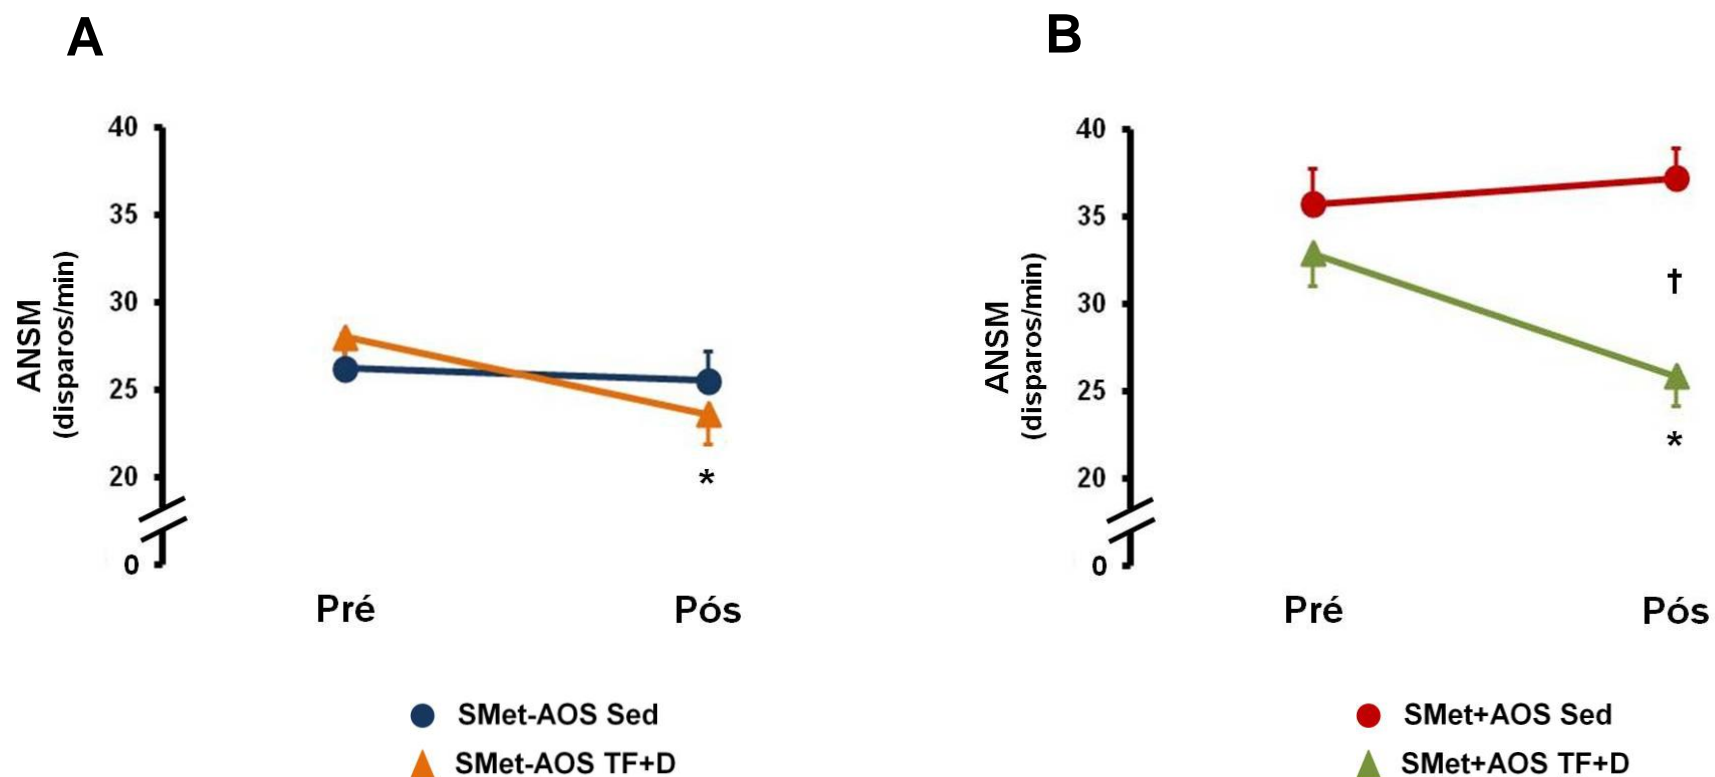 A
40
35
30
25
20
0
ANSM
(disparos/min)
*
Pré Pós
SMet-AOS Sed
SMet-AOS TF+D
B
40
35
30
25
20
0
ANSM
(disparos/min)
†
*
Pré Pós
SMet+AOS Sed
SMet+AOS TF+D